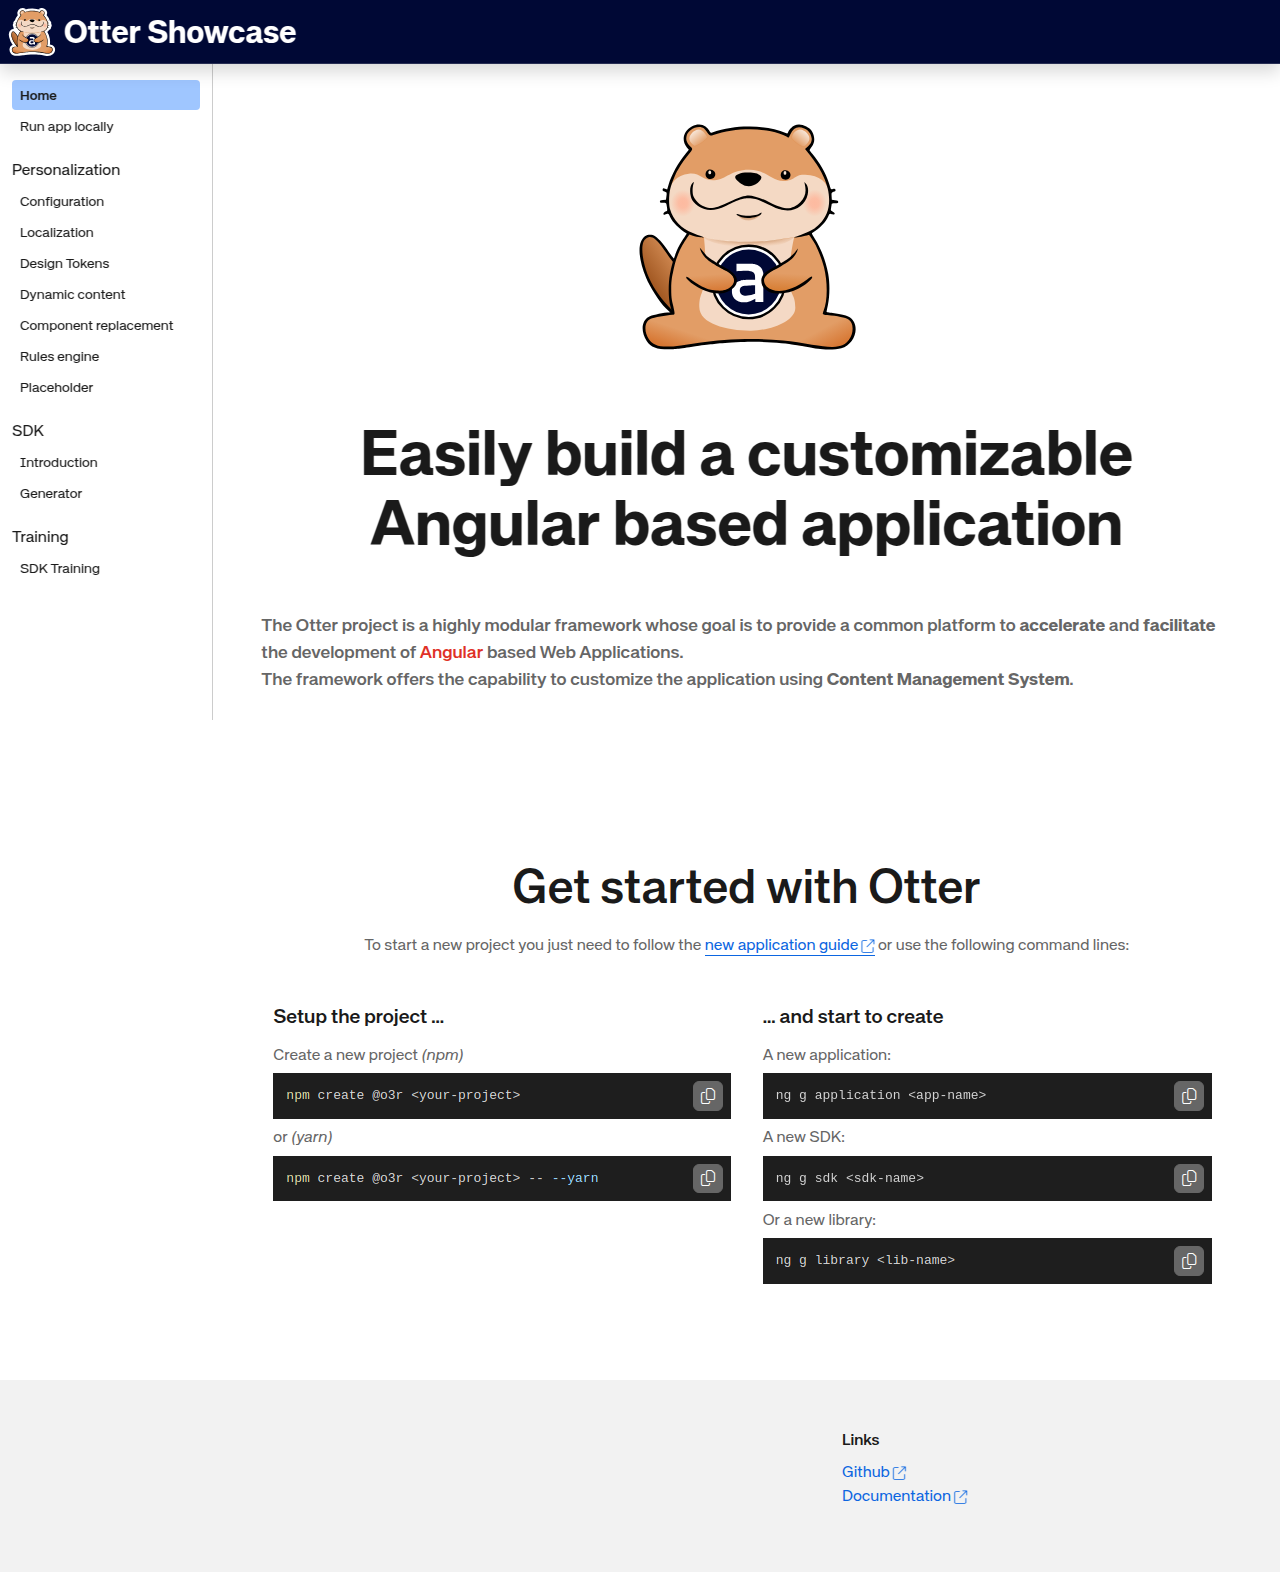 Otter Showcase
Home
Run app locally
Personalization
Configuration
Localization
Design Tokens
Dynamic content
Component replacement
Rules engine
Placeholder
SDK
Introduction
Generator
Training
SDK Training
a
Easily build a customizable
Angular based application
The Otter project is a highly modular framework whose goal is to provide a common platform to accelerate and facilitate
the development of Angular based Web Applications.
The framework offers the capability to customize the application using Content Management System.
Get started with Otter
To start a new project you just need to follow the new application guide or use the following command lines:
Setup the project ...
Create a new project (npm)
npm create @o3r <your-project>
or (yarn)
npm create @o3r <your-project> -- --yarn
... and start to create
A new application:
ng g application <app-name>
A new SDK:
ng g sdk <sdk-name>
Or a new library:
ng g library <lib-name>
Links
Github
Documentation